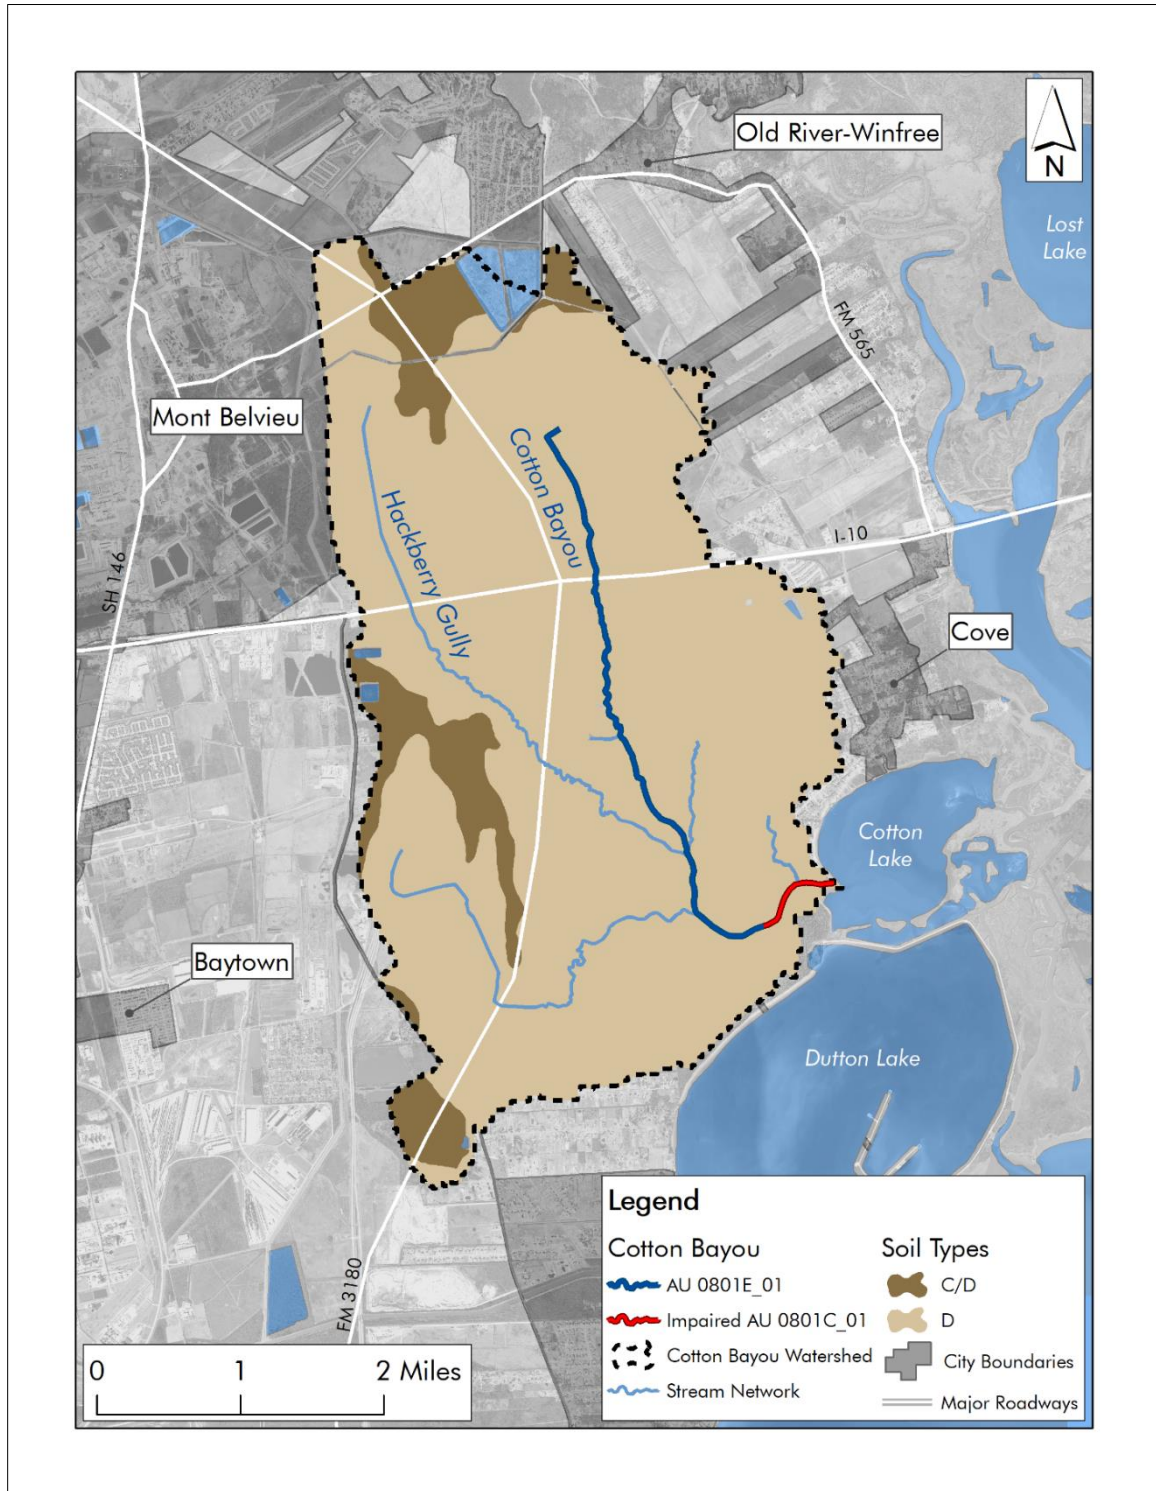 Old River-Winfree
N
Lost
Lake
FM 565
Mont Belvieu
Cotton Bayou
Hackberry Gully
I-10
SH 146
Cove
Cotton
Lake
Baytown
Dutton Lake
FM 3180
0 1 2 Miles
Legend
Cotton Bayou
AU 0801E_01
Impaired AU 0801C_01
Cotton Bayou Watershed
Stream Network
Soil Types
C/D
D
City Boundaries
Major Roadways